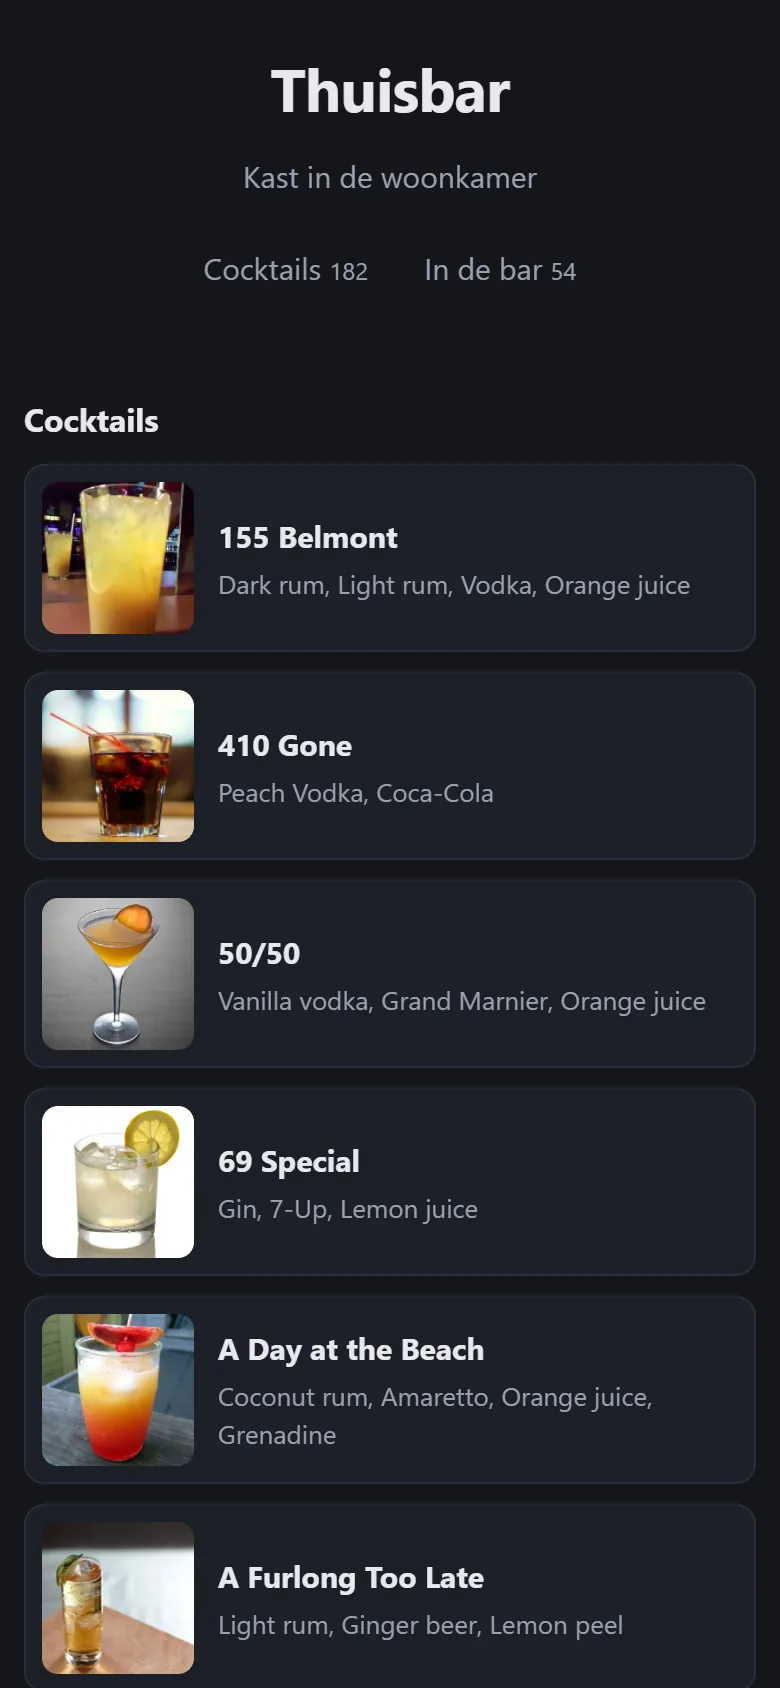 Thuisbar
Kast in de woonkamer
Cocktails 182 In de bar 54
Cocktails
155 Belmont
Dark rum, Light rum, Vodka, Orange juice
410 Gone
Peach Vodka, Coca-Cola
50/50
Vanilla vodka, Grand Marnier, Orange juice
69 Special
Gin, 7-Up, Lemon juice
A Day at the Beach
Coconut rum, Amaretto, Orange juice,
Grenadine
A Furlong Too Late
Light rum, Ginger beer, Lemon peel